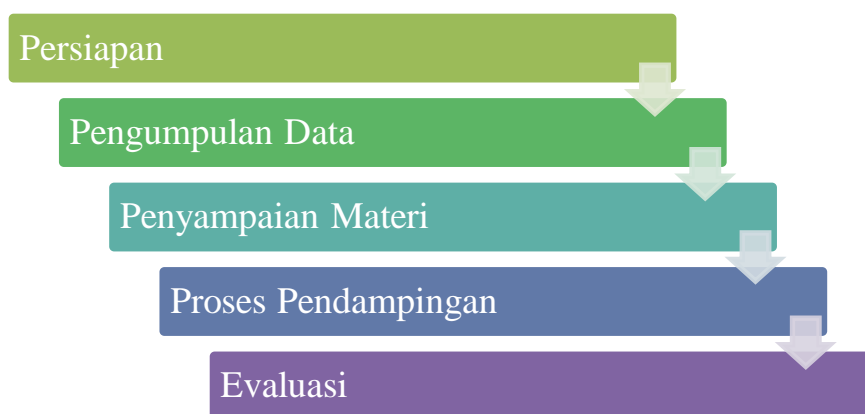 Persiapan
Pengumpulan Data
Penyampaian Materi
Proses Pendampingan
Evaluasi